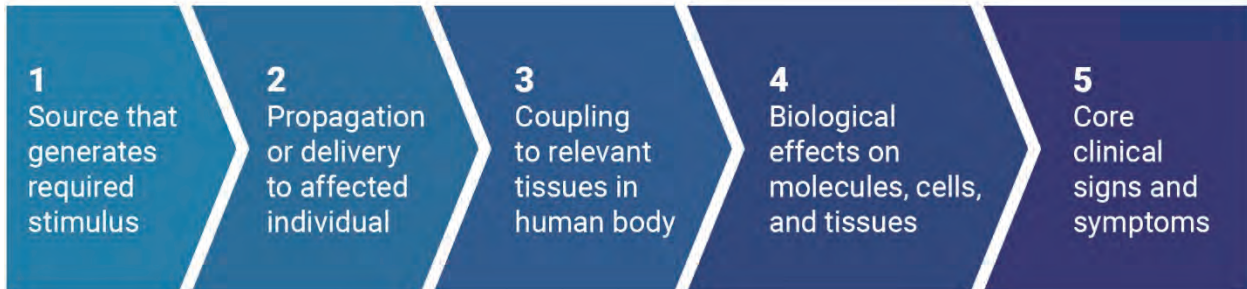 1
Source that
generates
required
stimulus
2
Propagation
or delivery
to affected
individual
3
Coupling
to relevant
tissues in
human body
4
Biological
effects on
molecules, cells,
and tissues
5
Core
clinical
signs and
symptoms